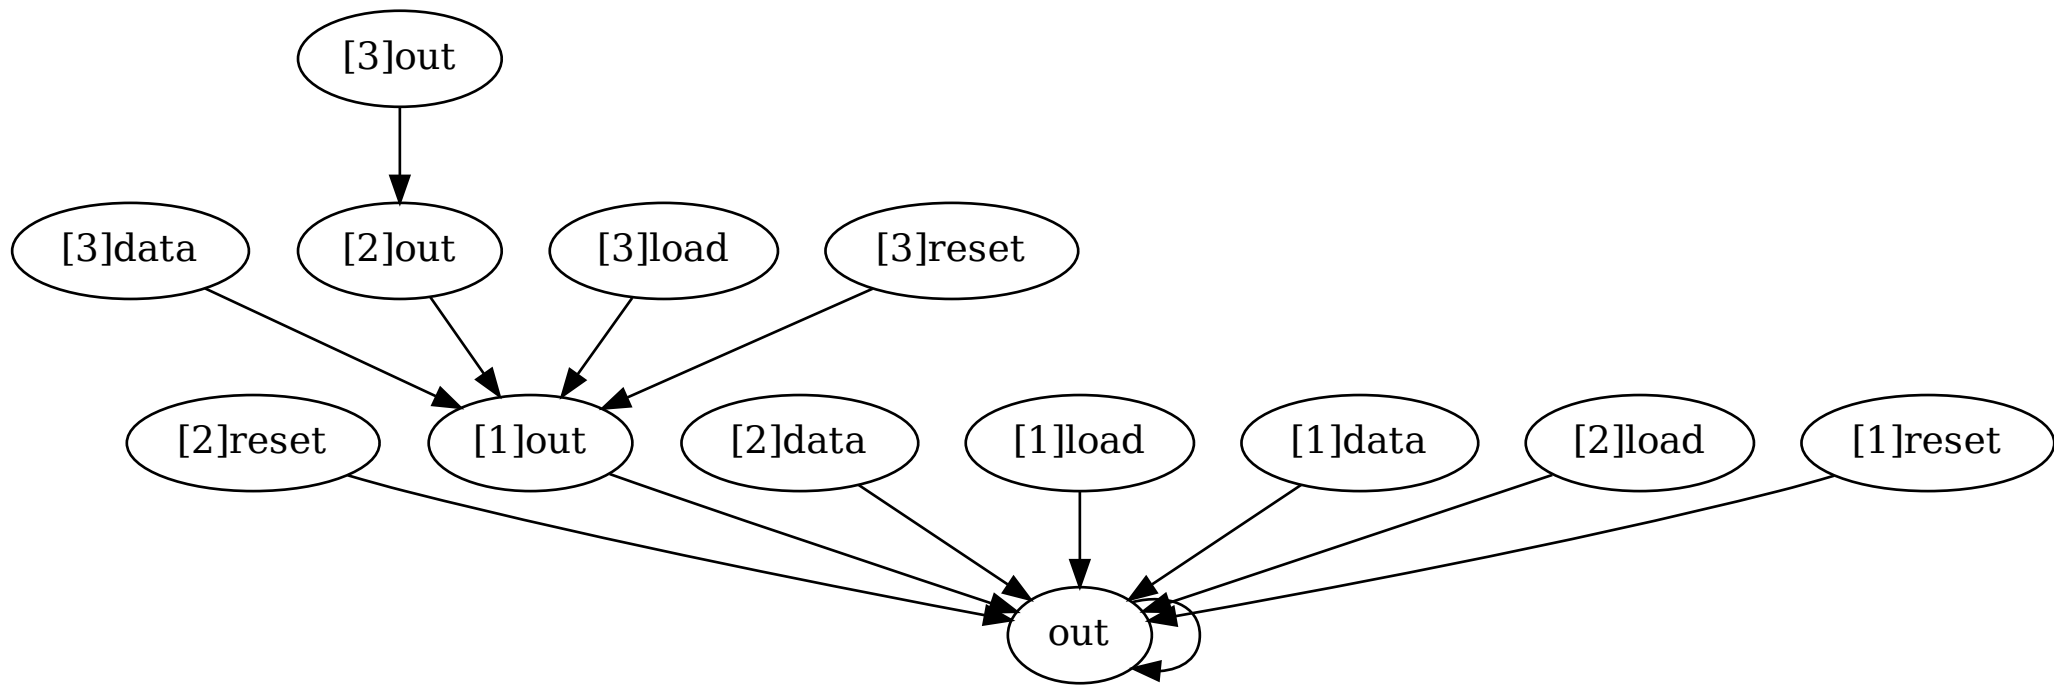 [3]out
[3]data
[2]out
[3]load
[3]reset
[2]reset
[1]out
[2]data
[1]load
[1]data
[2]load
[1]reset
out